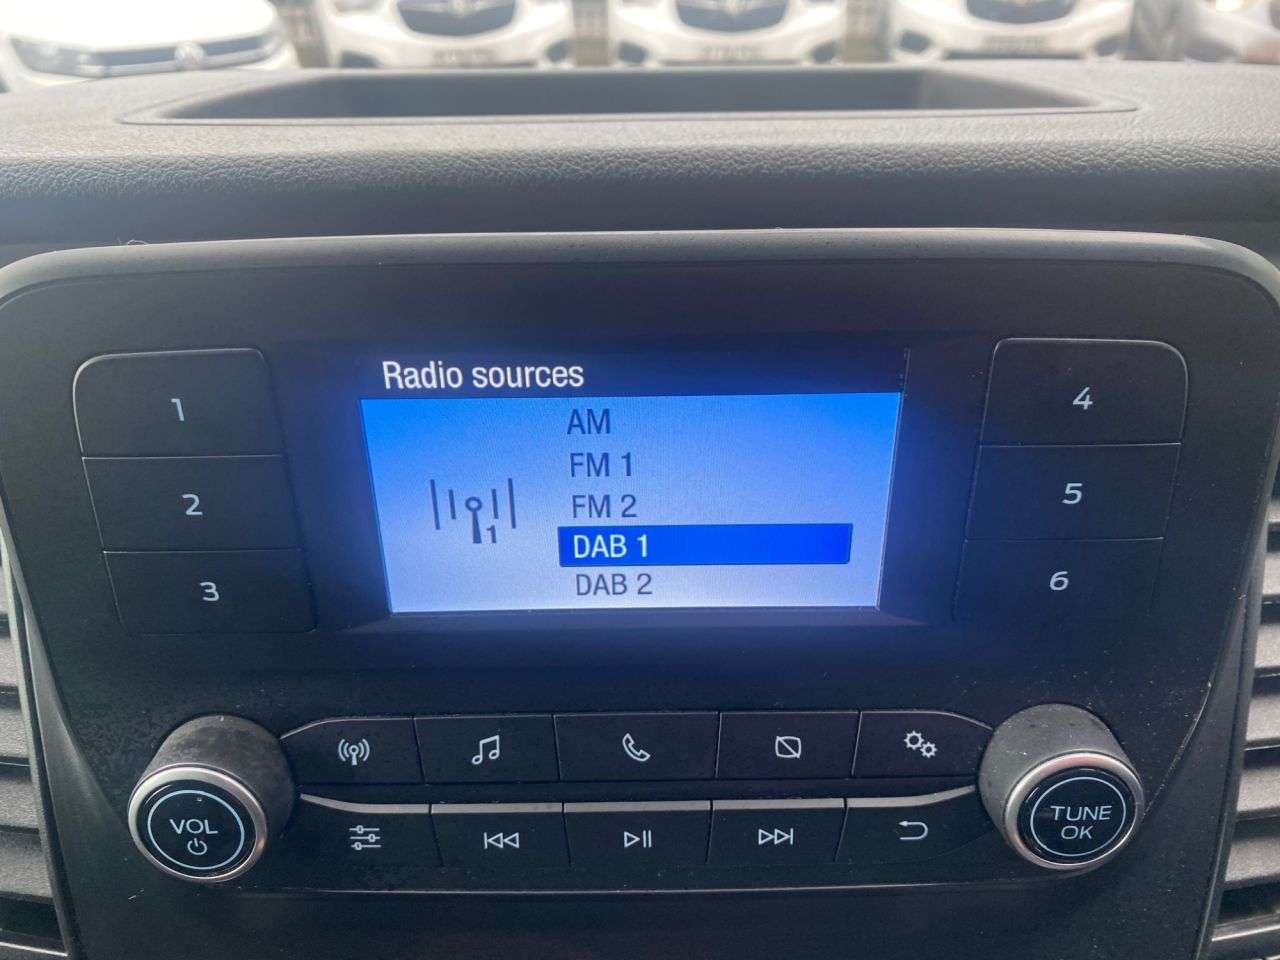 Radio sources
AM
FM 1
FM 2
DAB 1
DAB 2
1
1
2
3
4
5
6
VOL
TUNE
OK